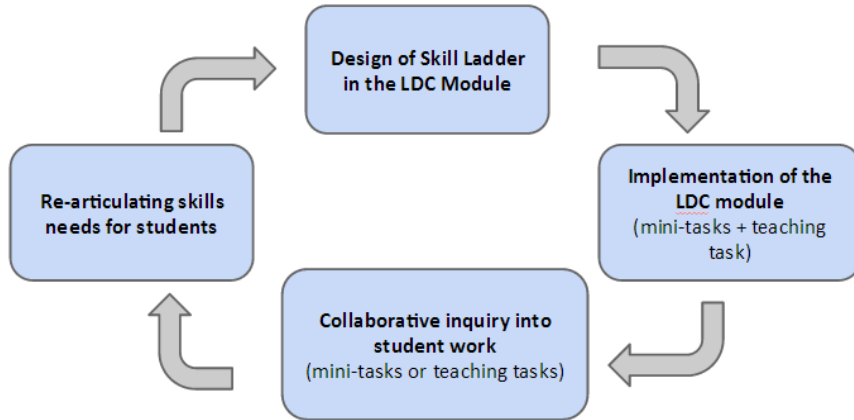 Design of Skill Ladder
in the LDC Module
Implementation of the
LDC module
(mini-tasks + teaching
task)
Collaborative inquiry into
student work
(mini-tasks or teaching tasks)
Re-articulating skills
needs for students